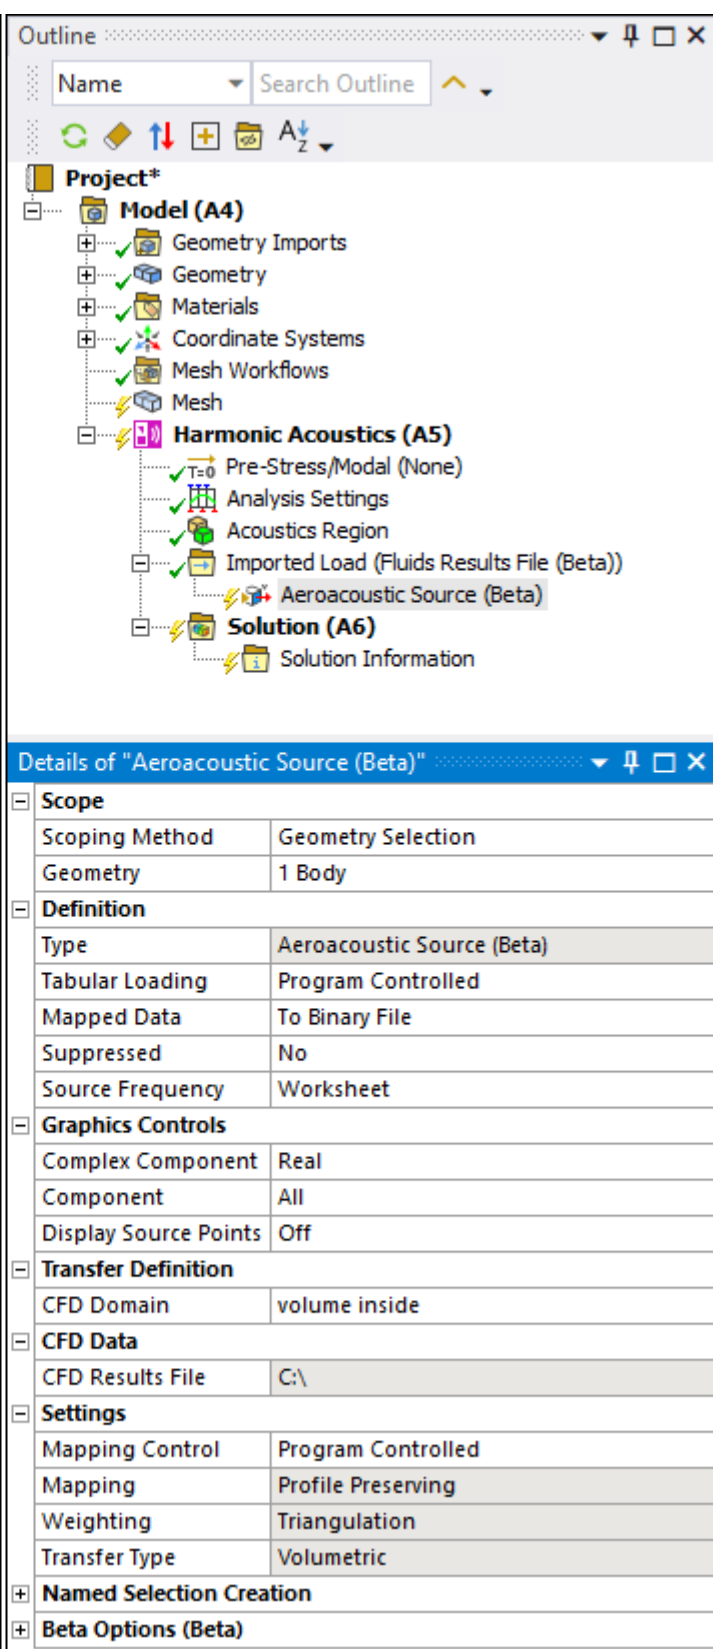 Outline
Name Search Outline
Project*
Model (A4)
Geometry Imports
Geometry
Materials
Coordinate Systems
Mesh Workflows
Mesh
Harmonic Acoustics (A5)
T=0 Pre-Stress/Modal (None)
Analysis Settings
Acoustics Region
Imported Load (Fluids Results File (Beta))
Aeroacoustic Source (Beta)
Solution (A6)
Solution Information
Details of "Aeroacoustic Source (Beta)"
Scope
Scoping Method Geometry Selection
Geometry 1 Body
Definition
Type Aeroacoustic Source (Beta)
Tabular Loading Program Controlled
Mapped Data To Binary File
Suppressed No
Source Frequency Worksheet
Graphics Controls
Complex Component Real
Component All
Display Source Points Off
Transfer Definition
CFD Domain volume inside
CFD Data
CFD Results File C:\
Settings
Mapping Control Program Controlled
Mapping Profile Preserving
Weighting Triangulation
Transfer Type Volumetric
Named Selection Creation
Beta Options (Beta)